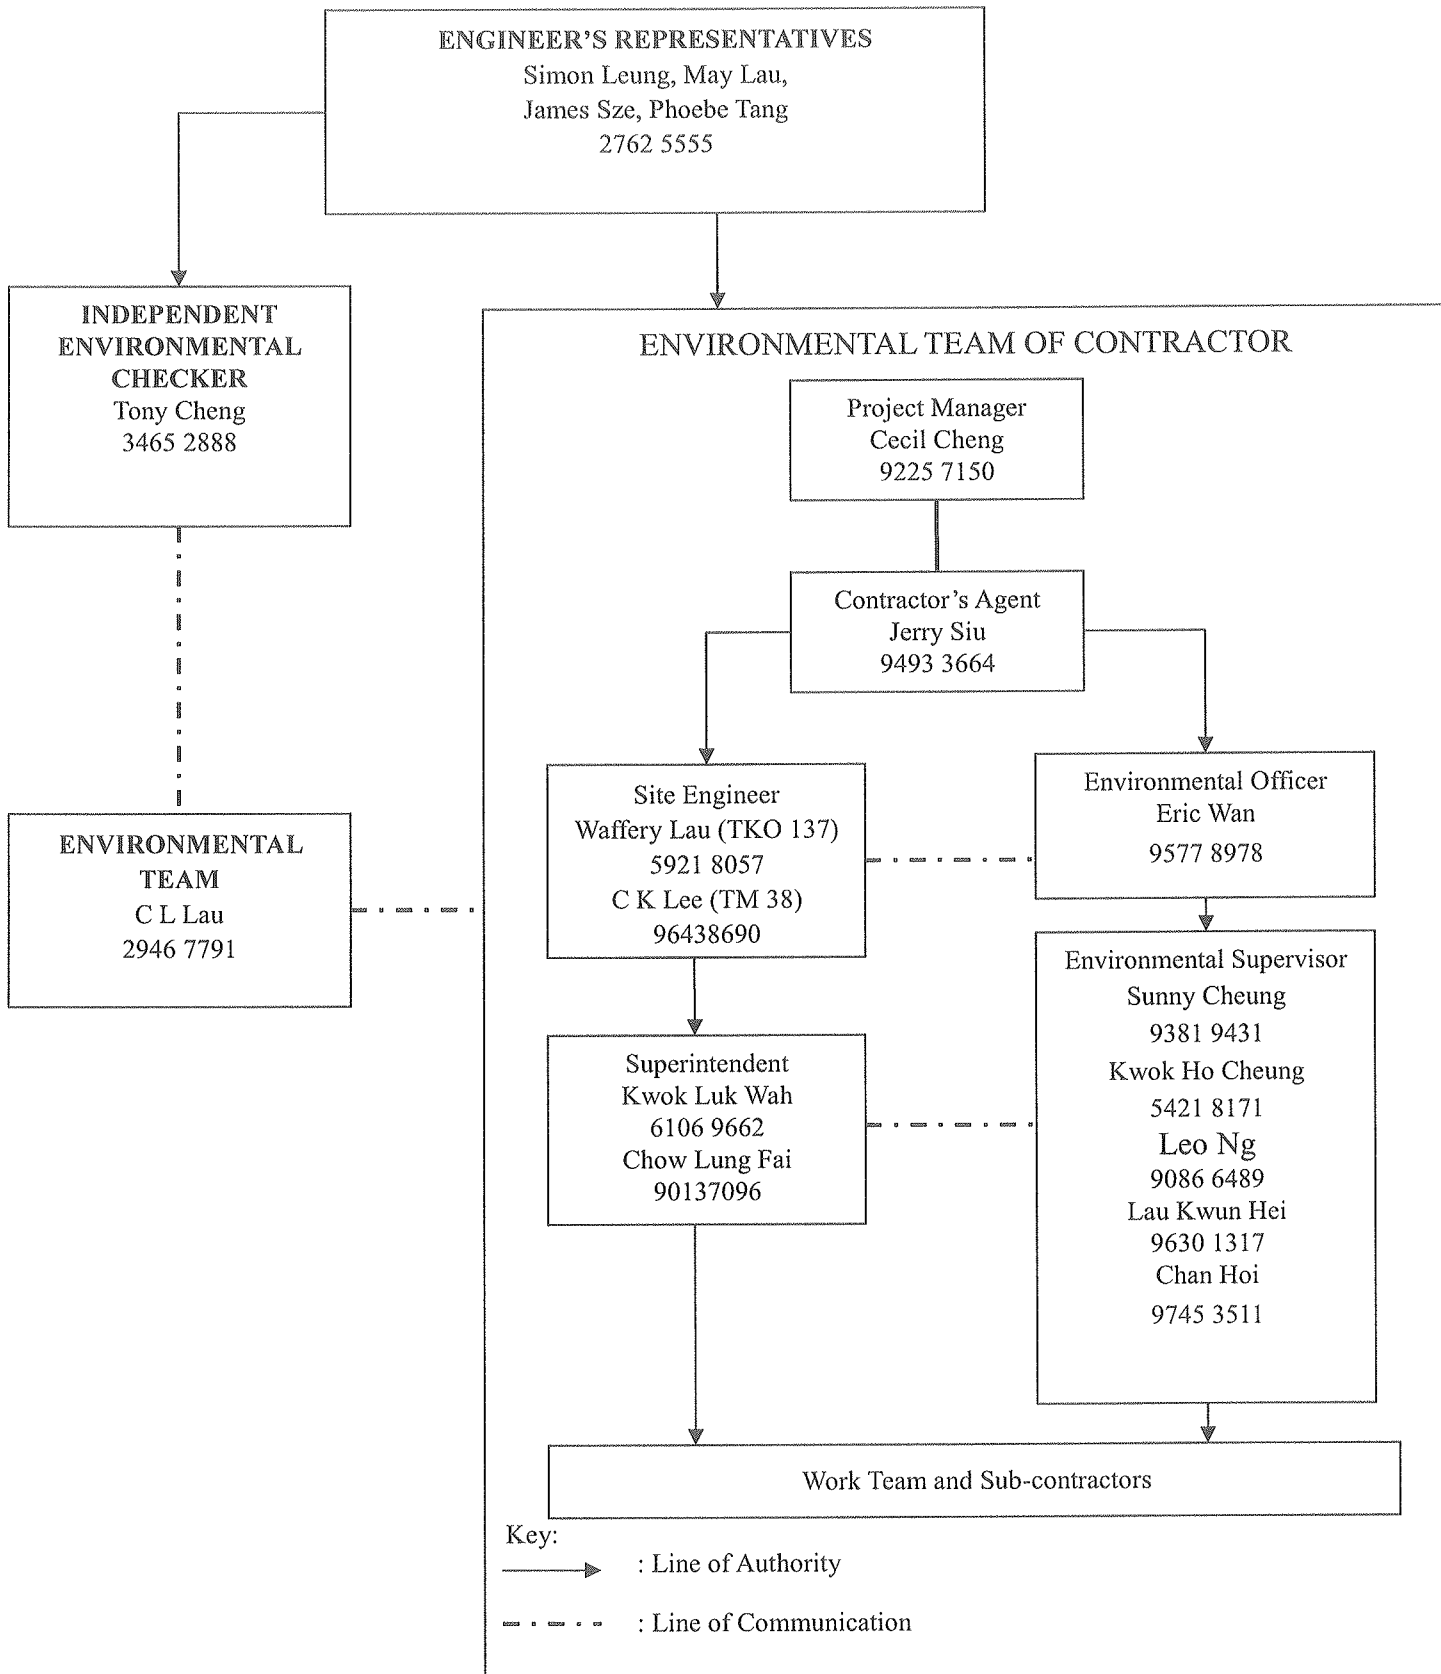 ENGINEER'S REPRESENTATIVES
Simon Leung, May Lau,
James Sze, Phoebe Tang
2762 5555
INDEPENDENT
ENVIRONMENTAL
CHECKER
Tony Cheng
3465 2888
ENVIRONMENTAL
TEAM
C L Lau
2946 7791
ENVIRONMENTAL TEAM OF CONTRACTOR
Project Manager
Cecil Cheng
9225 7150
Contractor's Agent
Jerry Siu
9493 3664
Site Engineer
Waffery Lau (TKO 137)
5921 8057
C K Lee (TM 38)
96438690
Environmental Officer
Eric Wan
9577 8978
Superintendent
Kwok Luk Wah
6106 9662
Chow Lung Fai
90137096
Environmental Supervisor
Sunny Cheung
9381 9431
Kwok Ho Cheung
5421 8171
Leo Ng
9086 6489
Lau Kwun Hei
9630 1317
Chan Hoi
9745 3511
Work Team and Sub-contractors
Key:
: Line of Authority
: Line of Communication